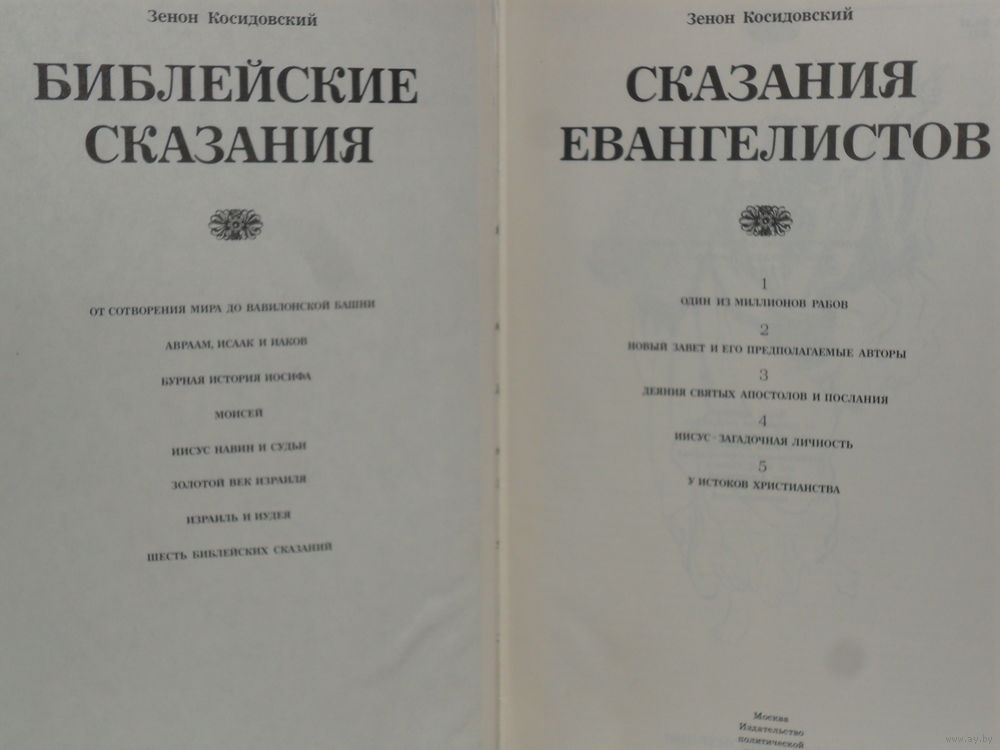 Зенон Косидовский
БИБЛЕЙСКИЕ
СКАЗАНИЯ
ОТ СОТВОРЕНИЯ МИРА ДО ВАВИЛОНСКОЙ БАШНИ
АВРААМ, ИСААК И ИАКОВ
БУРНАЯ ИСТОРИЯ ИОСИФА
МОИСЕЙ
ИИСУС НАВИН И СУДЬИ
ЗОЛОТОЙ ВЕК ИЗРАИЛЯ
ИЗРАИЛЬ И ИУДЕЯ
ШЕСТЬ БИБЛЕЙСКИХ СКАЗАНИЙ
Зенон Косидовский
СКАЗАНИЯ
ЕВАНГЕЛИСТОВ
1
ОДИН ИЗ МИЛЛИОНОВ РАБОВ
2
НОВЫЙ ЗАВЕТ И ЕГО ПРЕДПОЛАГАЕМЫЕ АВТОРЫ
3
ДЕЯНИЯ СВЯТЫХ АПОСТОЛОВ И ПОСЛАНИЯ
4
ИИСУС - ЗАГАДОЧНАЯ ЛИЧНОСТЬ
5
У ИСТОКОВ ХРИСТИАНСТВА
Москва
Издательство
политической
www.ay.by